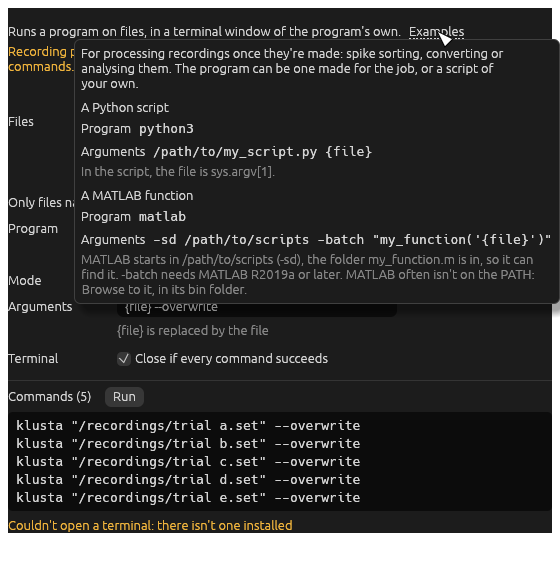 Runs a program on files, in a terminal window of the program's own. Examples
Recording p
commands.
For processing recordings once they're made: spike sorting, converting or
analysing them. The program can be one made for the job, or a script of
your own.
A Python script
Program python3
Arguments /path/to/my_script.py {file}
In the script, the file is sys.argv[1].
A MATLAB function
Program matlab
Arguments -sd /path/to/scripts -batch "my_function('{file}')"
MATLAB starts in /path/to/scripts (-sd), the folder my_function.m is in, so it can
find it. -batch needs MATLAB R2019a or later. MATLAB often isn't on the PATH:
Browse to it, in its bin folder.
Files
Only files na
Program
Mode
Arguments {file} --overwrite
{file} is replaced by the file
Terminal Close if every command succeeds
Commands (5) Run
klusta "/recordings/trial a.set" --overwrite
klusta "/recordings/trial b.set" --overwrite
klusta "/recordings/trial c.set" --overwrite
klusta "/recordings/trial d.set" --overwrite
klusta "/recordings/trial e.set" --overwrite
Couldn't open a terminal: there isn't one installed